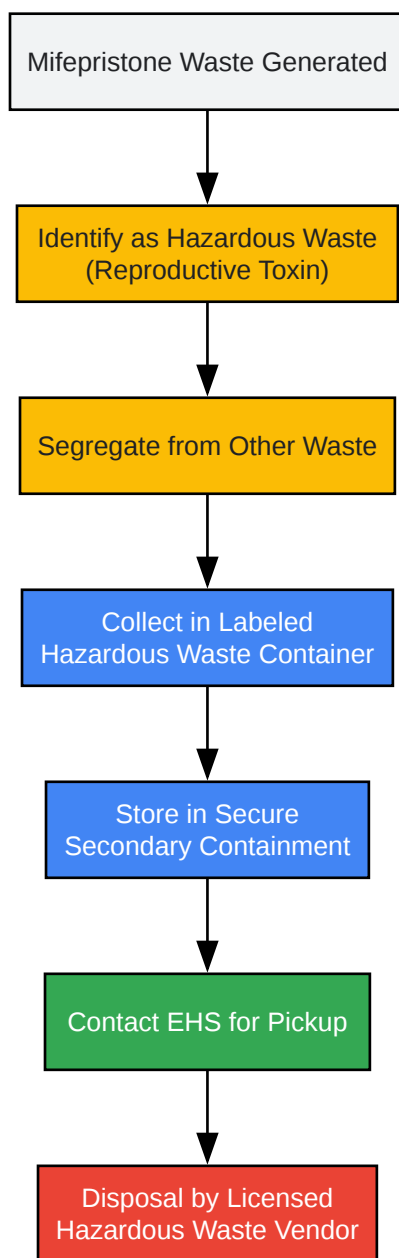 Mifepristone Waste Generated
Identify as Hazardous Waste
(Reproductive Toxin)
Segregate from Other Waste
Collect in Labeled
Hazardous Waste Container
Store in Secure
Secondary Containment
Contact EHS for Pickup
Disposal by Licensed
Hazardous Waste Vendor